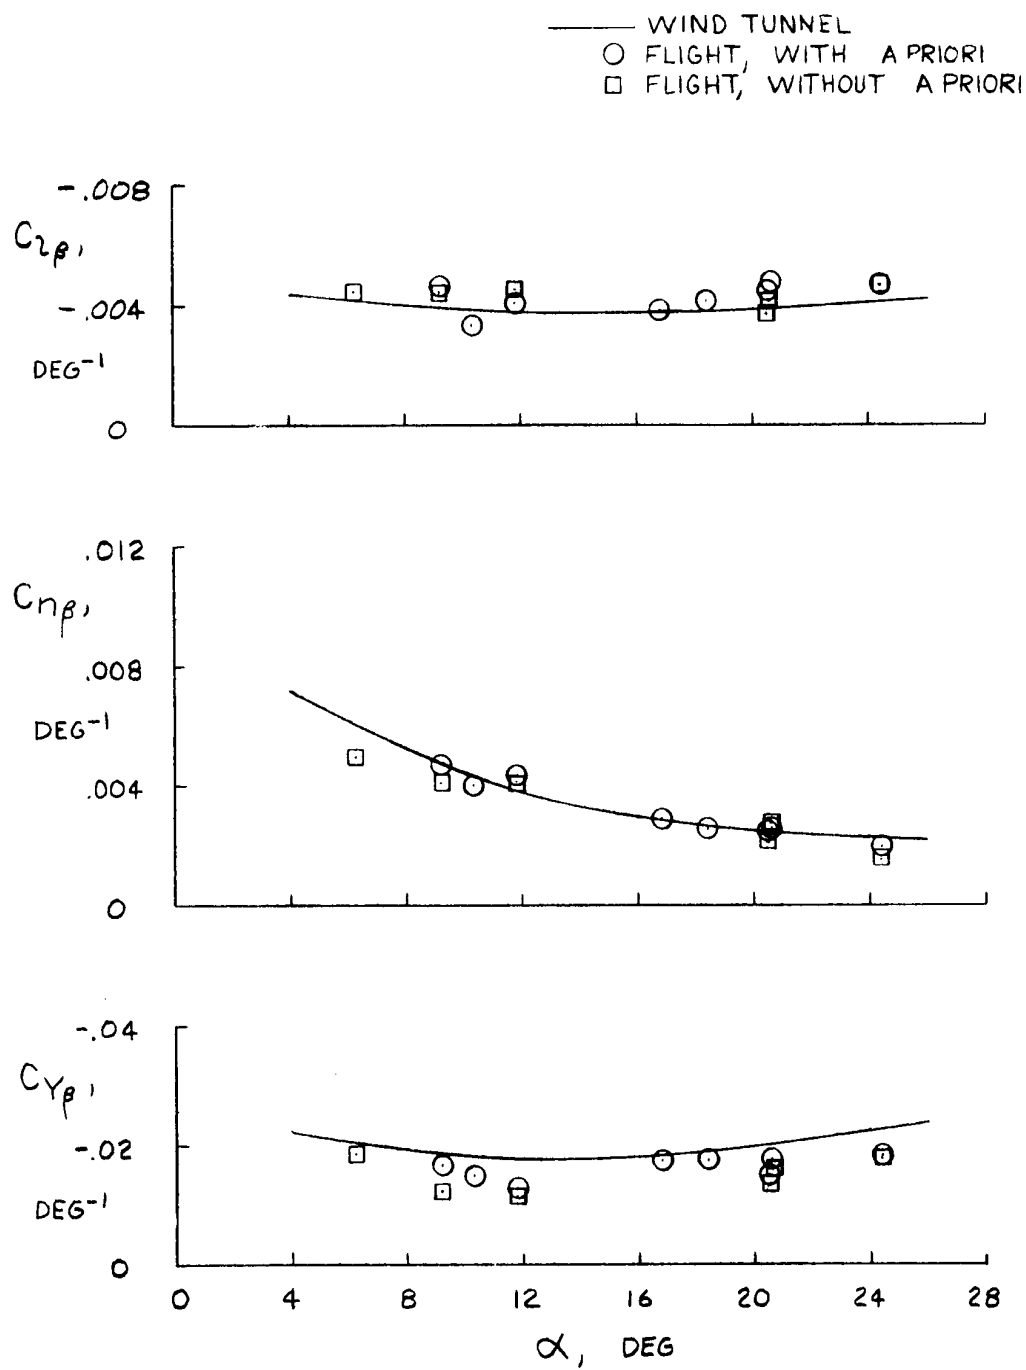 WIND TUNNEL
FLIGHT, WITH A PRIORI
FLIGHT, WITHOUT A PRIORI
-.008
Clβ,
-.004
DEG-1
0
.012
Cnβ,
.008
DEG-1
.004
0
-.04
CYβ,
-.02
DEG-1
0
0 4 8 12 16 20 24 28
α, DEG